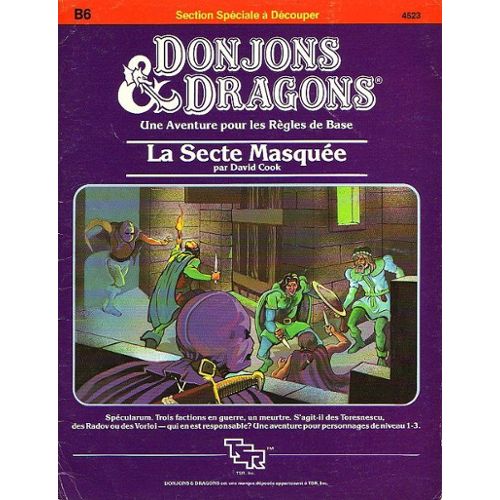 B6
Section Spéciale à Découper
4523
DONJONS
& DRAGONS®
Une Aventure pour les Règles de Base
La Secte Masquée
par David Cook
Spécularum. Trois factions en guerre, un meurtre. S'agit-il des Toresnescu,
des Radov ou des Vorloi — qui en est responsable? Une aventure pour personnages de niveau 1-3.
TSR™
TSR, Inc.
DONJONS & DRAGONS est une marque déposée appartenant à TSR, Inc.